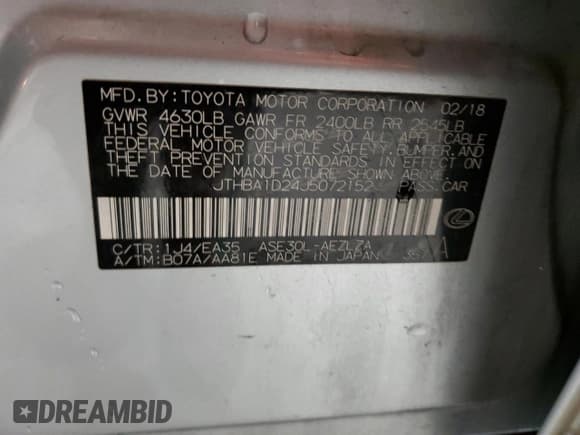 MFD. BY: TOYOTA MOTOR CORPORATION 02/18
GVWR 4630LB GAWR FR 2400LB RR 2545LB
THIS VEHICLE CONFORMS TO ALL APPLICABLE
FEDERAL MOTOR VEHICLE SAFETY, BUMPER, AND
THEFT PREVENTION STANDARDS IN EFFECT ON
THE DATE OF MANUFACTURE SHOWN ABOVE.
JTHBA1D24J5072152 PASS. CAR
C/TR: 1J4/EA35 ASE30L-AEZLZA
A/TM: B07A/AA81E MADE IN JAPAN
DREAMBID